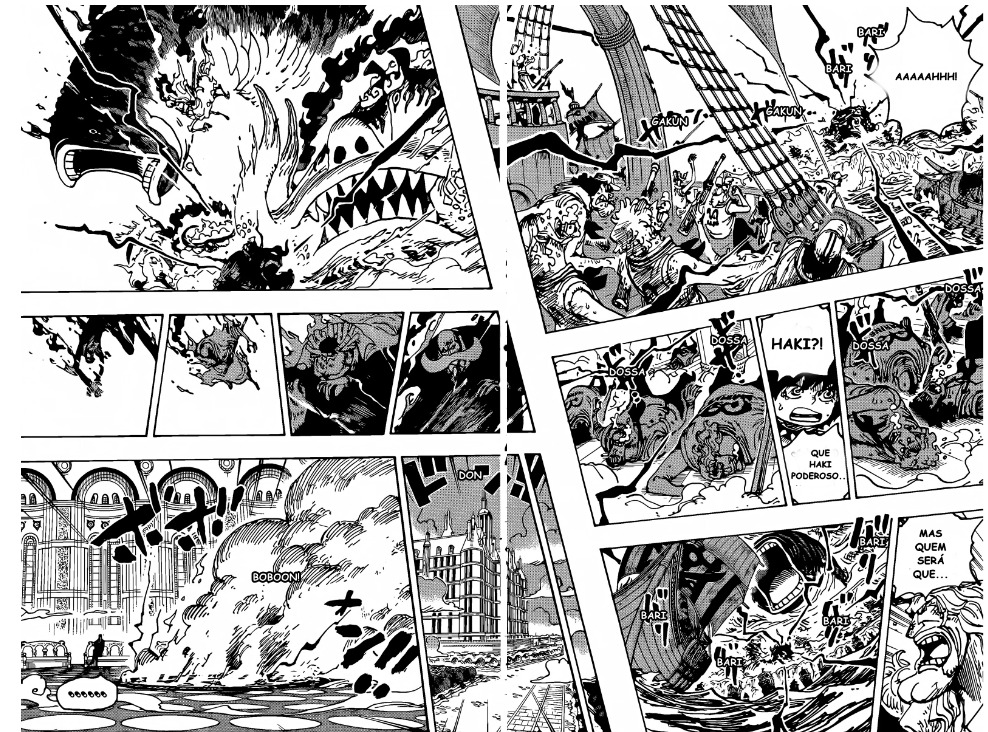 AAAAAHHH!
BARI
BARI
GAKUN
GAKUN
DOSSA
DOSSA
HAKI?!
QUE
HAKI
PODEROSO..
DOSSA
DOSSA
BARI
BARI
BARI
BARI
MAS
QUEM
SERÁ
QUE...
DON
BOBOON!